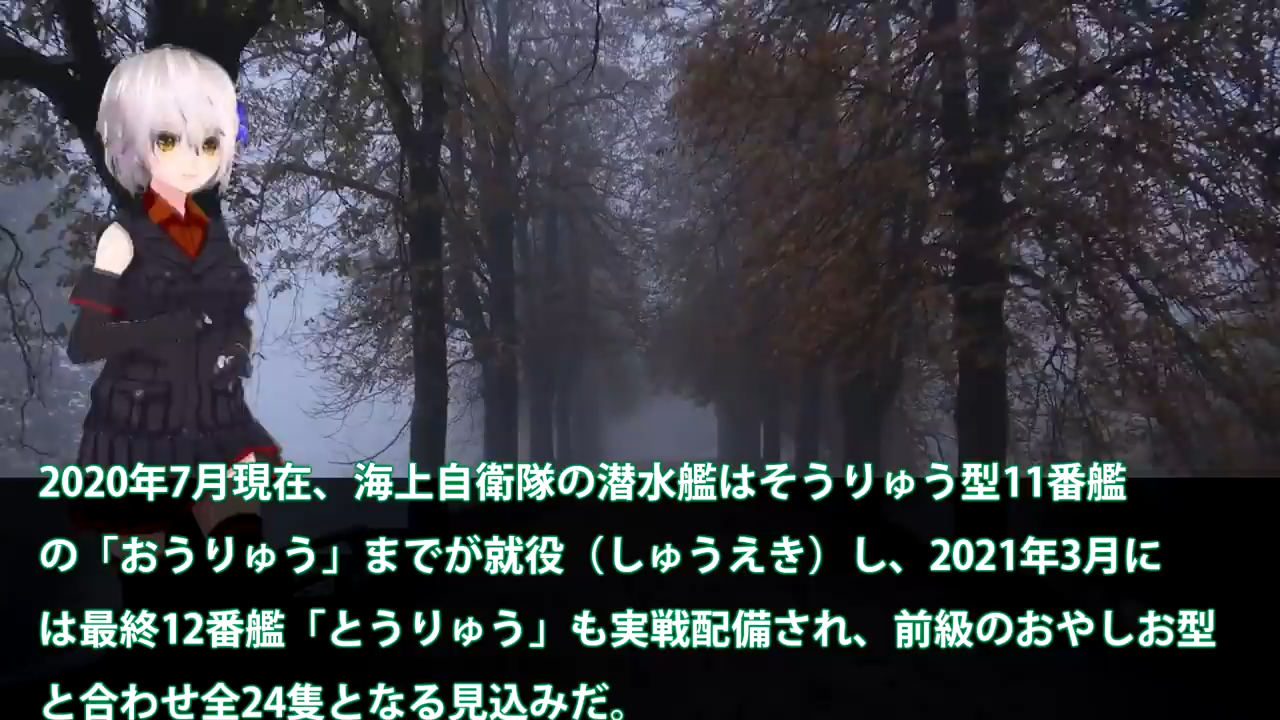 2020年7月現在、海上自衛隊の潜水艦はそうりゅう型11番艦
の「おうりゅう」までが就役（しゅうえき）し、2021年3月に
は最終12番艦「とうりゅう」も実戦配備され、前級のおやしお型
と合わせ全24隻となる見込みだ。